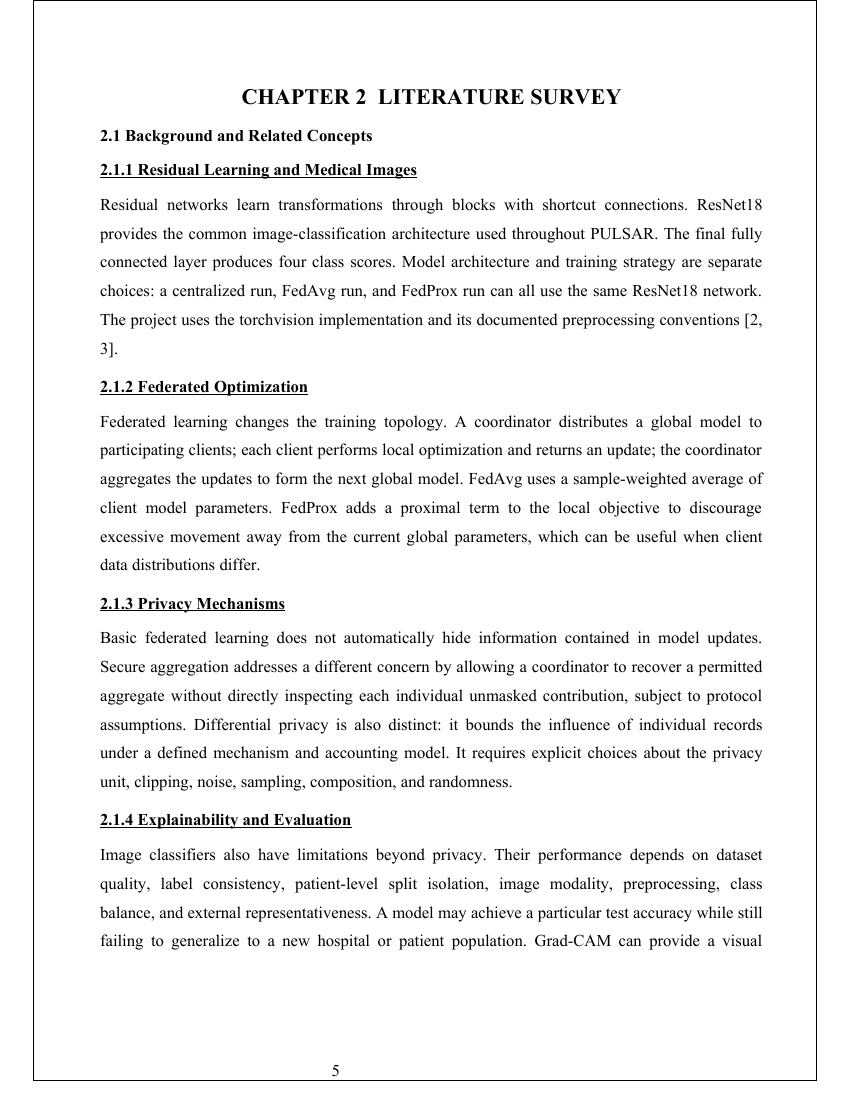 CHAPTER 2  LITERATURE SURVEY
2.1 Background and Related Concepts
2.1.1 Residual Learning and Medical Images
Residual networks learn transformations through blocks with shortcut connections. ResNet18
provides the common image-classification architecture used throughout PULSAR. The final fully
connected layer produces four class scores. Model architecture and training strategy are separate
choices: a centralized run, FedAvg run, and FedProx run can all use the same ResNet18 network.
The project uses the torchvision implementation and its documented preprocessing conventions [2,
3].
2.1.2 Federated Optimization
Federated learning changes the training topology. A coordinator distributes a global model to
participating clients; each client performs local optimization and returns an update; the coordinator
aggregates the updates to form the next global model. FedAvg uses a sample-weighted average of
client model parameters. FedProx adds a proximal term to the local objective to discourage
excessive movement away from the current global parameters, which can be useful when client
data distributions differ.
2.1.3 Privacy Mechanisms
Basic federated learning does not automatically hide information contained in model updates.
Secure aggregation addresses a different concern by allowing a coordinator to recover a permitted
aggregate without directly inspecting each individual unmasked contribution, subject to protocol
assumptions. Differential privacy is also distinct: it bounds the influence of individual records
under a defined mechanism and accounting model. It requires explicit choices about the privacy
unit, clipping, noise, sampling, composition, and randomness.
2.1.4 Explainability and Evaluation
Image classifiers also have limitations beyond privacy. Their performance depends on dataset
quality, label consistency, patient-level split isolation, image modality, preprocessing, class
balance, and external representativeness. A model may achieve a particular test accuracy while still
failing to generalize to a new hospital or patient population. Grad-CAM can provide a visual
5